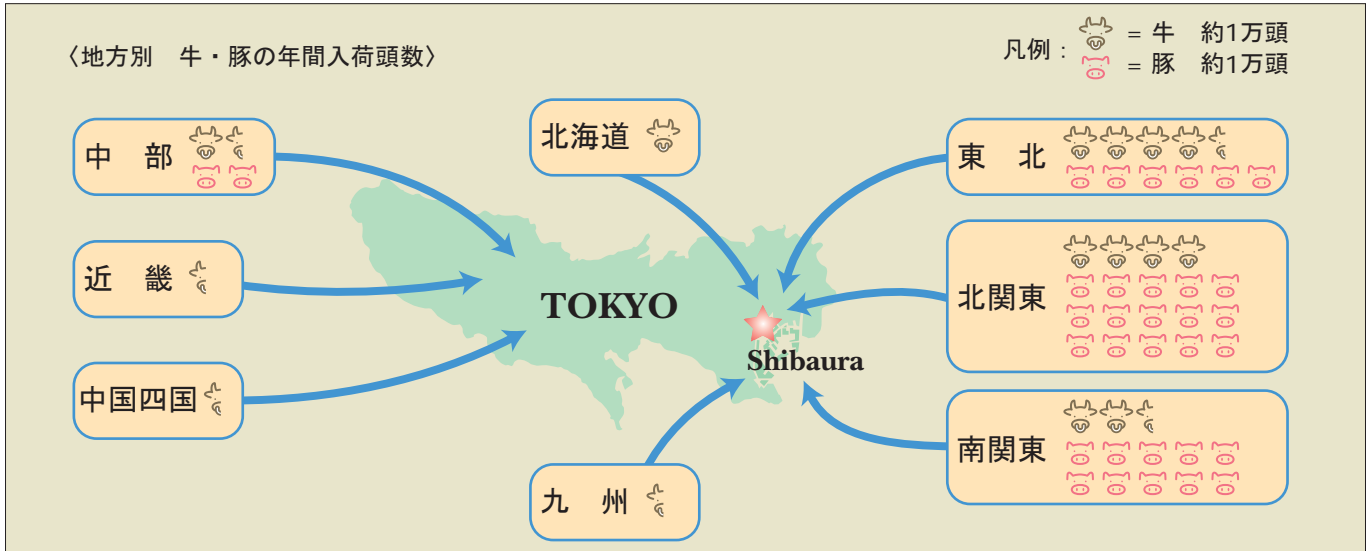 〈地方別　牛・豚の年間入荷頭数〉
凡例： = 牛　約1万頭
= 豚　約1万頭
中　部
北海道
東　北
近　畿
北関東
TOKYO
Shibaura
中国四国
南関東
九　州